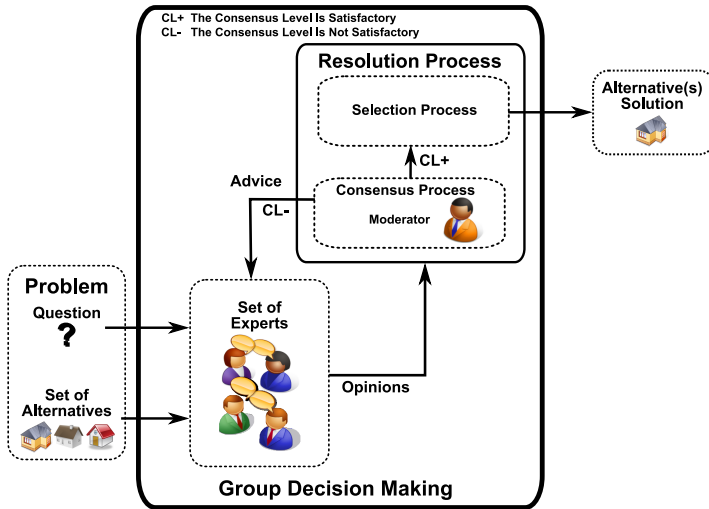 CL+ The Consensus Level Is Satisfactory
CL- The Consensus Level Is Not Satisfactory
Resolution Process
Selection Process
CL+
Consensus Process
Moderator
Alternative(s)
Solution
Advice
CL-
Problem
Question
?
Set of
Alternatives
Set of
Experts
Opinions
Group Decision Making